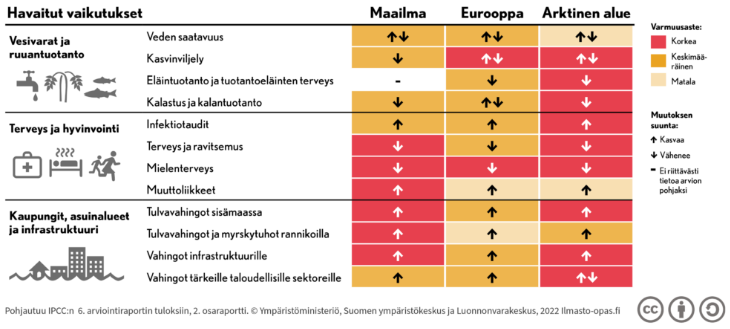 Havaitut vaikutukset Maailma Eurooppa Arktinen alue
Vesivarat ja
ruuantuotanto
Veden saatavuus ↑↓ ↑↓ ↑↓
Kasvinviljely ↓ ↑↓ ↑↓
Eläintuotanto ja tuotantoeläinten terveys - ↓ ↓
Kalastus ja kalantuotanto ↓ ↑↓ ↓
Terveys ja hyvinvointi
Infektiotaudit ↑ ↑ ↑
Terveys ja ravitsemus ↓ ↓ ↓
Mielenterveys ↓ ↓ ↓
Muuttoliikkeet ↑ ↑ ↑
Kaupungit, asuinalueet
ja infrastruktuuri
Tulvavahingot sisämaassa ↑ ↑ ↑
Tulvavahingot ja myrskytuhot rannikoilla ↑ ↑ ↑
Vahingot infrastruktuurille ↑ ↑ ↑
Vahingot tärkeille taloudellisille sektoreille ↑ ↑ ↑↓
Varmuusaste:
Korkea
Keskimää-
räinen
Matala
Muutoksen
suunta:
↑ Kasvaa
↓ Vähenee
- Ei riittävästi
tietoa arvion
pohjaksi
Pohjautuu IPCC:n 6. arviointiraportin tuloksiin, 2. osaraportti. © Ympäristöministeriö, Suomen ympäristökeskus ja Luonnonvarakeskus, 2022 Ilmasto-opas.fi
cc